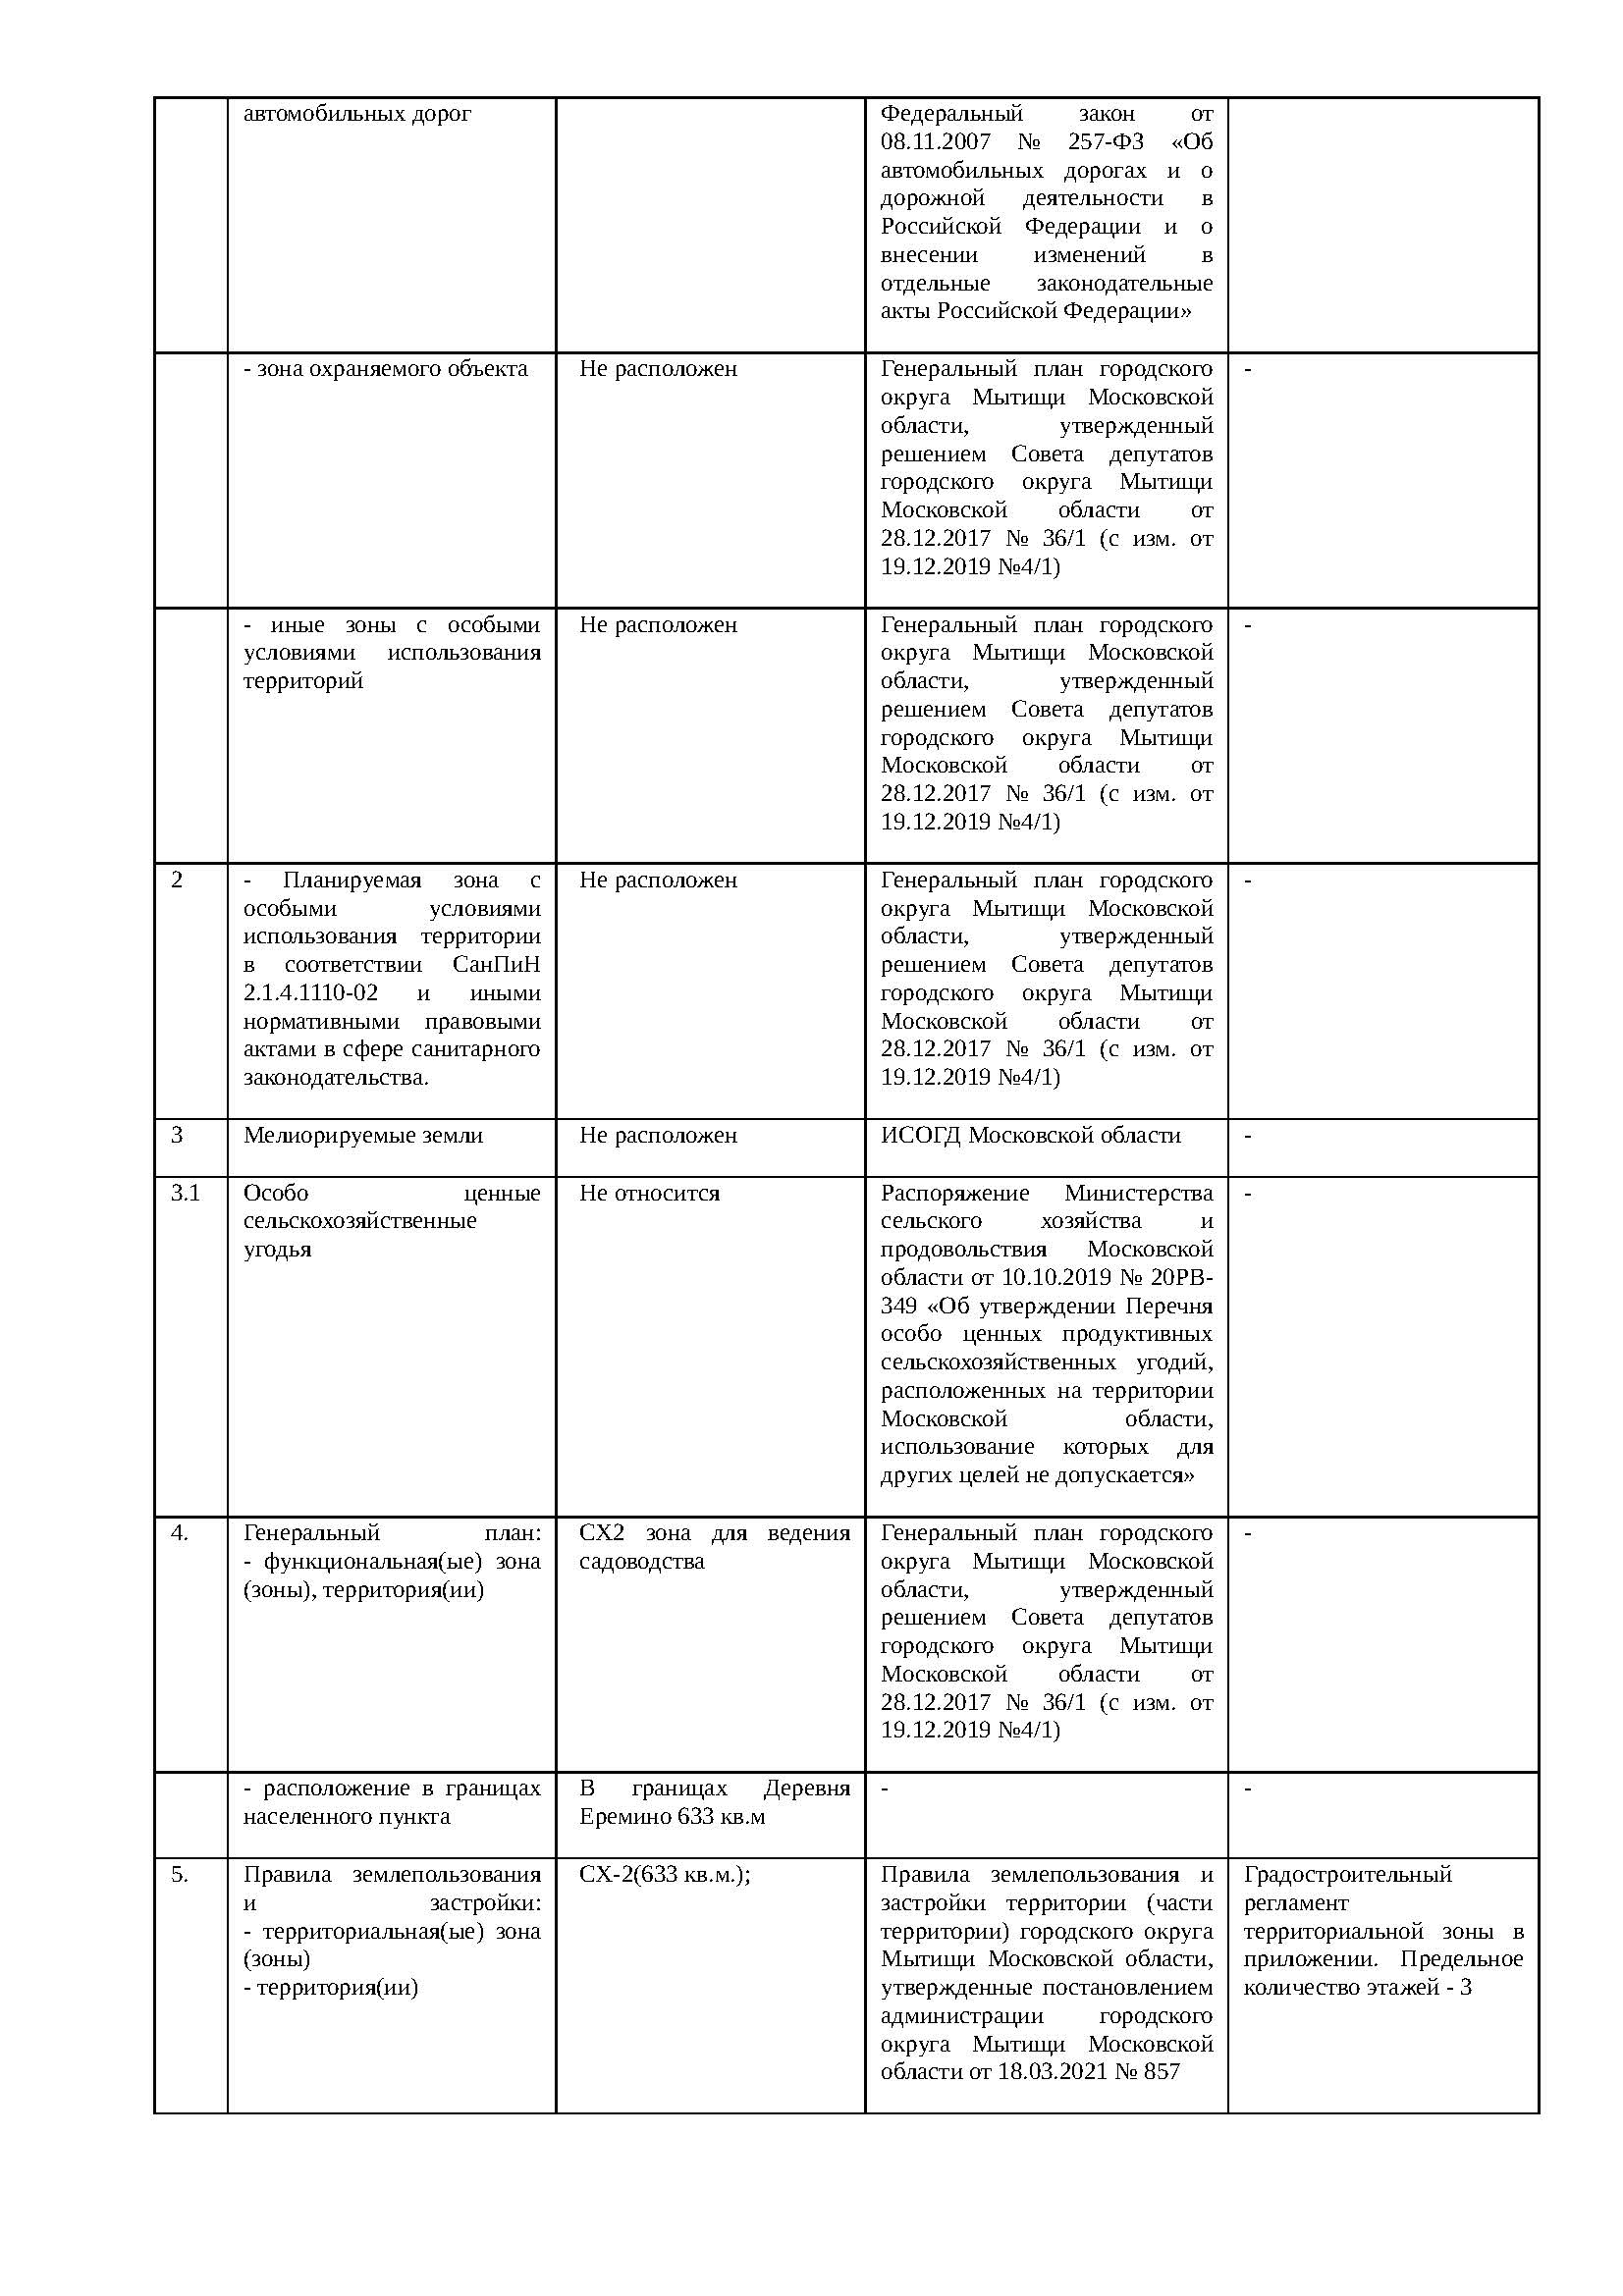 автомобильных дорог
Федеральный закон от
08.11.2007 № 257-ФЗ «Об
автомобильных дорогах и о
дорожной деятельности в
Российской Федерации и о
внесении изменений в
отдельные законодательные
акты Российской Федерации»
- зона охраняемого объекта
Не расположен
Генеральный план городского
округа Мытищи Московской
области, утвержденный
решением Совета депутатов
городского округа Мытищи
Московской области от
28.12.2017 № 36/1 (с изм. от
19.12.2019 №4/1)
-
- иные зоны с особыми
условиями использования
территорий
Не расположен
Генеральный план городского
округа Мытищи Московской
области, утвержденный
решением Совета депутатов
городского округа Мытищи
Московской области от
28.12.2017 № 36/1 (с изм. от
19.12.2019 №4/1)
-
2
- Планируемая зона с
особыми условиями
использования территории
в соответствии СанПиН
2.1.4.1110-02 и иными
нормативными правовыми
актами в сфере санитарного
законодательства.
Не расположен
Генеральный план городского
округа Мытищи Московской
области, утвержденный
решением Совета депутатов
городского округа Мытищи
Московской области от
28.12.2017 № 36/1 (с изм. от
19.12.2019 №4/1)
-
3
Мелиорируемые земли
Не расположен
ИСОГД Московской области
-
3.1
Особо ценные
сельскохозяйственные
угодья
Не относится
Распоряжение Министерства
сельского хозяйства и
продовольствия Московской
области от 10.10.2019 № 20РВ-
349 «Об утверждении Перечня
особо ценных продуктивных
сельскохозяйственных угодий,
расположенных на территории
Московской области,
использование которых для
других целей не допускается»
-
4.
Генеральный план:
- функциональная(ые) зона
(зоны), территория(ии)
СХ2 зона для ведения
садоводства
Генеральный план городского
округа Мытищи Московской
области, утвержденный
решением Совета депутатов
городского округа Мытищи
Московской области от
28.12.2017 № 36/1 (с изм. от
19.12.2019 №4/1)
-
- расположение в границах
населенного пункта
В границах Деревня
Еремино 633 кв.м
-
-
5.
Правила землепользования
и застройки:
- территориальная(ые) зона
(зоны)
- территория(ии)
СХ-2(633 кв.м.);
Правила землепользования и
застройки территории (части
территории) городского округа
Мытищи Московской области,
утвержденные постановлением
администрации городского
округа Мытищи Московской
области от 18.03.2021 № 857
Градостроительный
регламент
территориальной зоны в
приложении. Предельное
количество этажей - 3